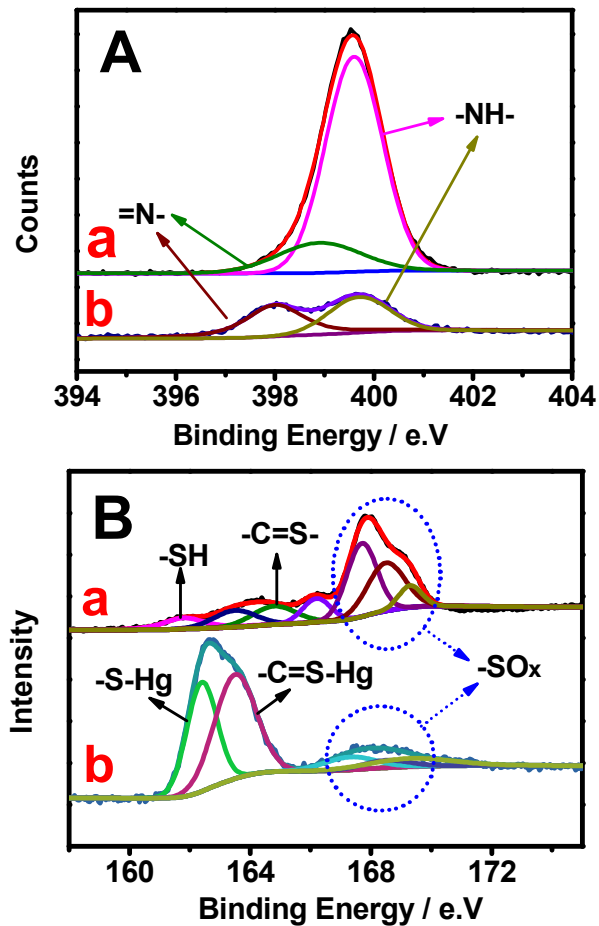 A
-NH-
=N-
a
b
Counts
394 396 398 400 402 404
Binding Energy / e.V
B
-C=S-
-SH
a
-S-Hg
-C=S-Hg
-SOx
b
Intensity
160 164 168 172
Binding Energy / e.V